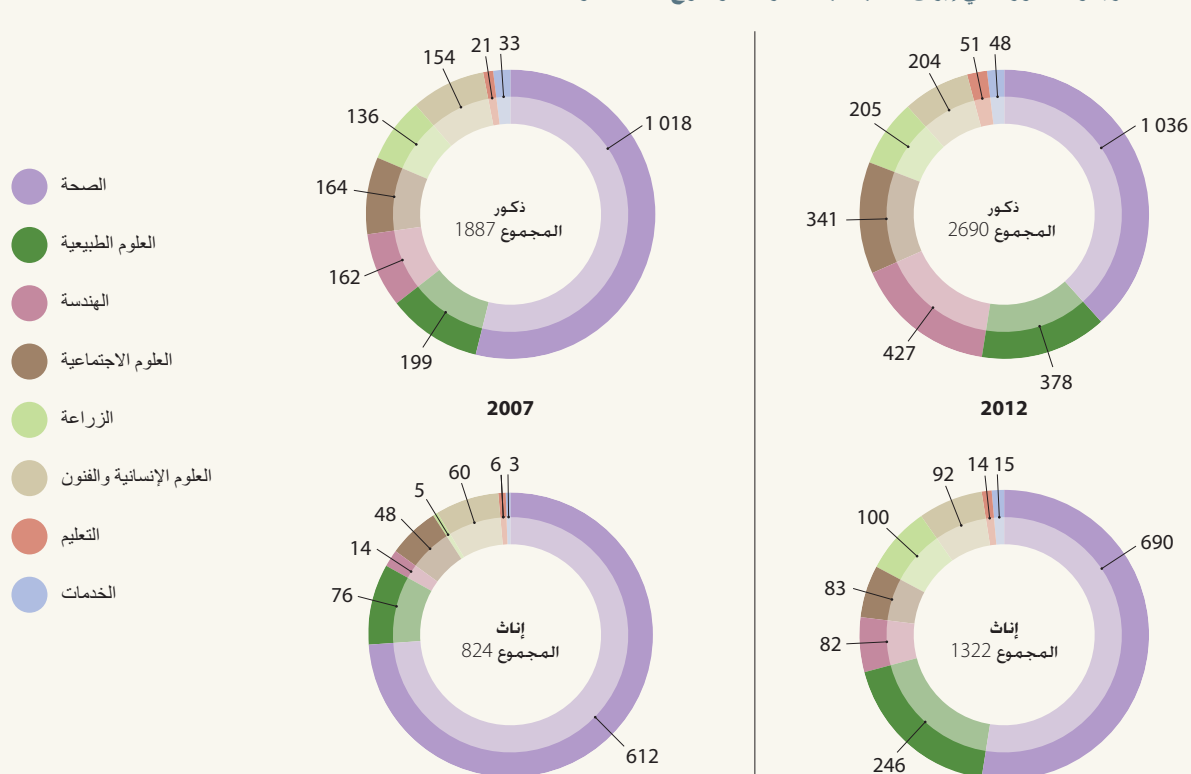 154 21 33
136
1 018
164
ذكور
المجموع 1887
162
199
2007
204 51 48
205
1 036
341
ذكور
المجموع 2690
427
378
2012
الصحة
العلوم الطبيعية
الهندسة
العلوم الاجتماعية
الزراعة
العلوم الإنسانية والفنون
التعليم
الخدمات
60 6 3
5
48
14
76
إناث
المجموع 824
612
92 14 15
100
690
83
82
إناث
المجموع 1322
246